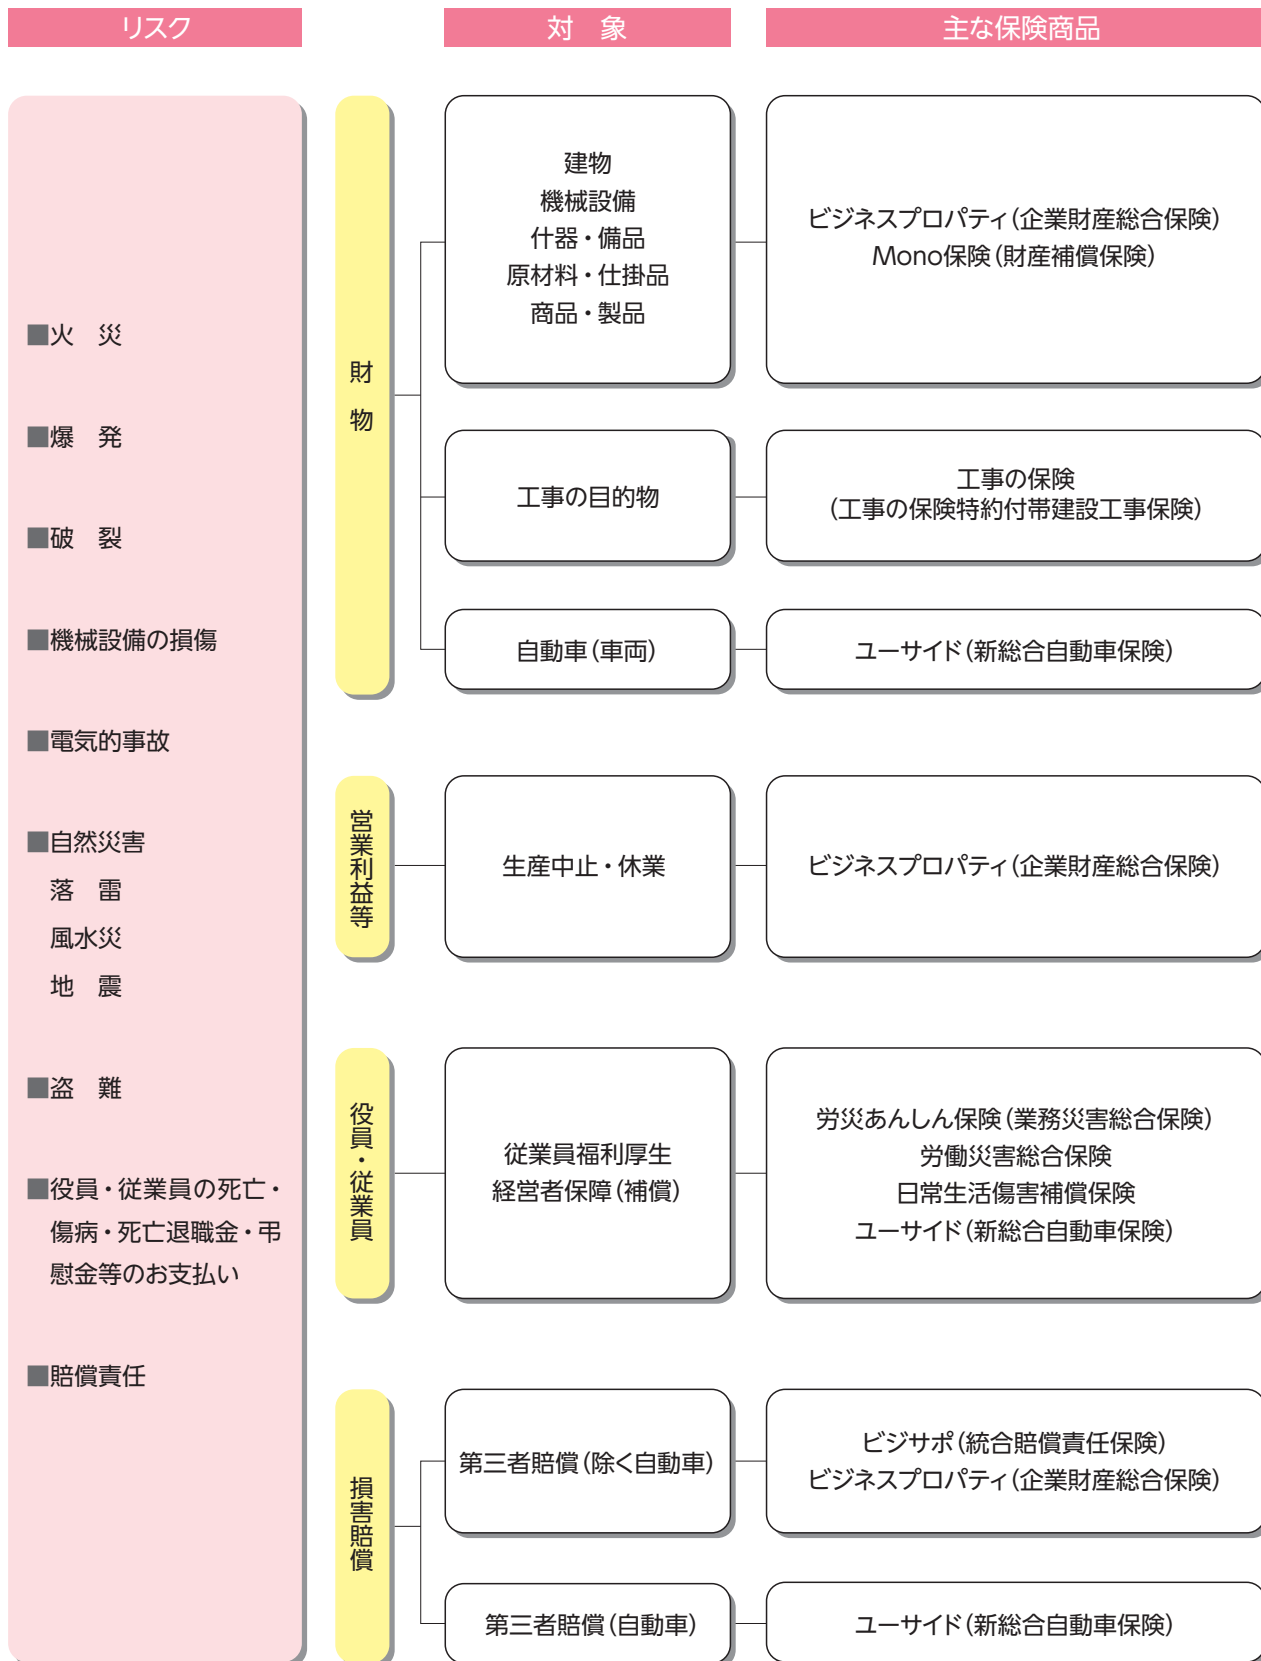 リスク
対　象
主な保険商品
■火　災
■爆　発
■破　裂
■機械設備の損傷
■電気的事故
■自然災害
落　雷
風水災
地　震
■盗　難
■役員・従業員の死亡・
傷病・死亡退職金・弔
慰金等のお支払い
■賠償責任
財物
建物
機械設備
什器・備品
原材料・仕掛品
商品・製品
ビジネスプロパティ(企業財産総合保険)
Mono保険(財産補償保険)
工事の目的物
工事の保険
(工事の保険特約付帯建設工事保険)
自動車(車両)
ユーサイド(新総合自動車保険)
営業利益等
生産中止・休業
ビジネスプロパティ(企業財産総合保険)
役員・従業員
従業員福利厚生
経営者保障(補償)
労災あんしん保険(業務災害総合保険)
労働災害総合保険
日常生活傷害補償保険
ユーサイド(新総合自動車保険)
損害賠償
第三者賠償(除く自動車)
ビジサポ(統合賠償責任保険)
ビジネスプロパティ(企業財産総合保険)
第三者賠償(自動車)
ユーサイド(新総合自動車保険)